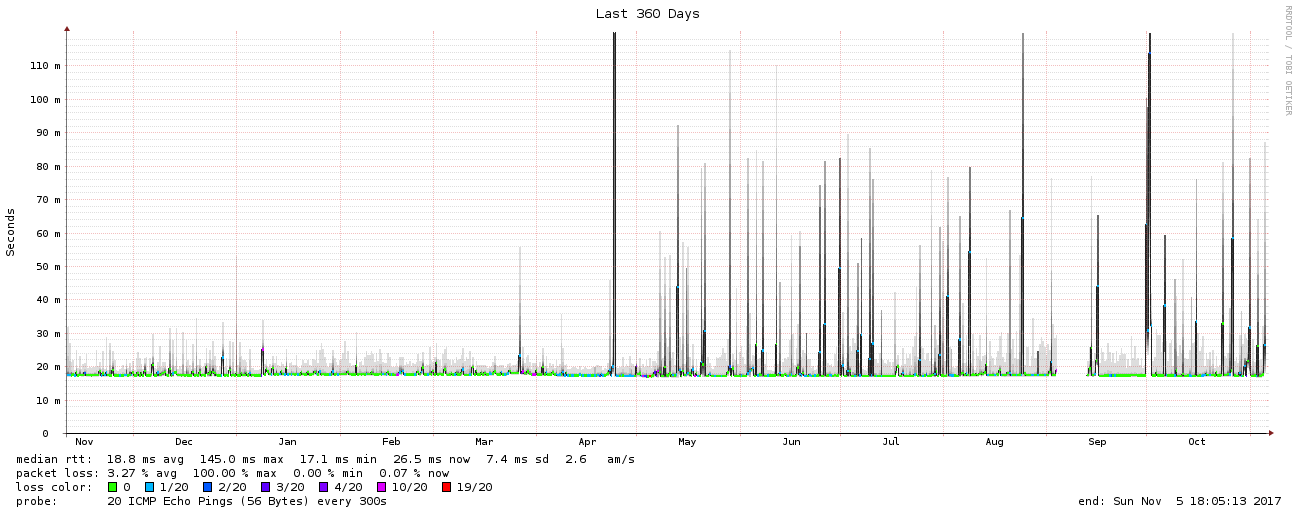 Last 360 Days
RRDTOOL / TOBI OETIKER
Seconds
110 m
100 m
90 m
80 m
70 m
60 m
50 m
40 m
30 m
20 m
10 m
0
Nov Dec Jan Feb Mar Apr May Jun Jul Aug Sep Oct
median rtt: 18.8 ms avg 145.0 ms max 17.1 ms min 26.5 ms now 7.4 ms sd 2.6 am/s
packet loss: 3.27 % avg 100.00 % max 0.00 % min 0.07 % now
loss color: 0 1/20 2/20 3/20 4/20 10/20 19/20
probe: 20 ICMP Echo Pings (56 Bytes) every 300s end: Sun Nov 5 18:05:13 2017